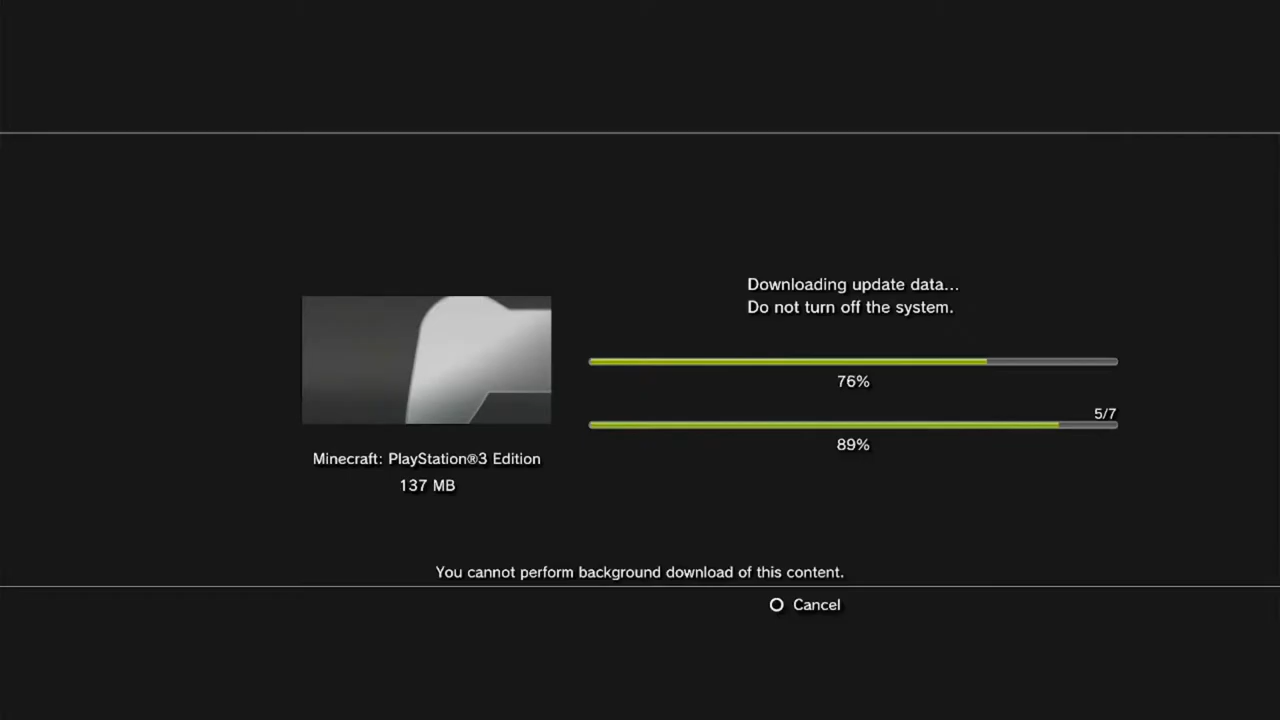 Downloading update data...
Do not turn off the system.
76%
5/7
89%
Minecraft: PlayStation®3 Edition
137 MB
You cannot perform background download of this content.
Cancel